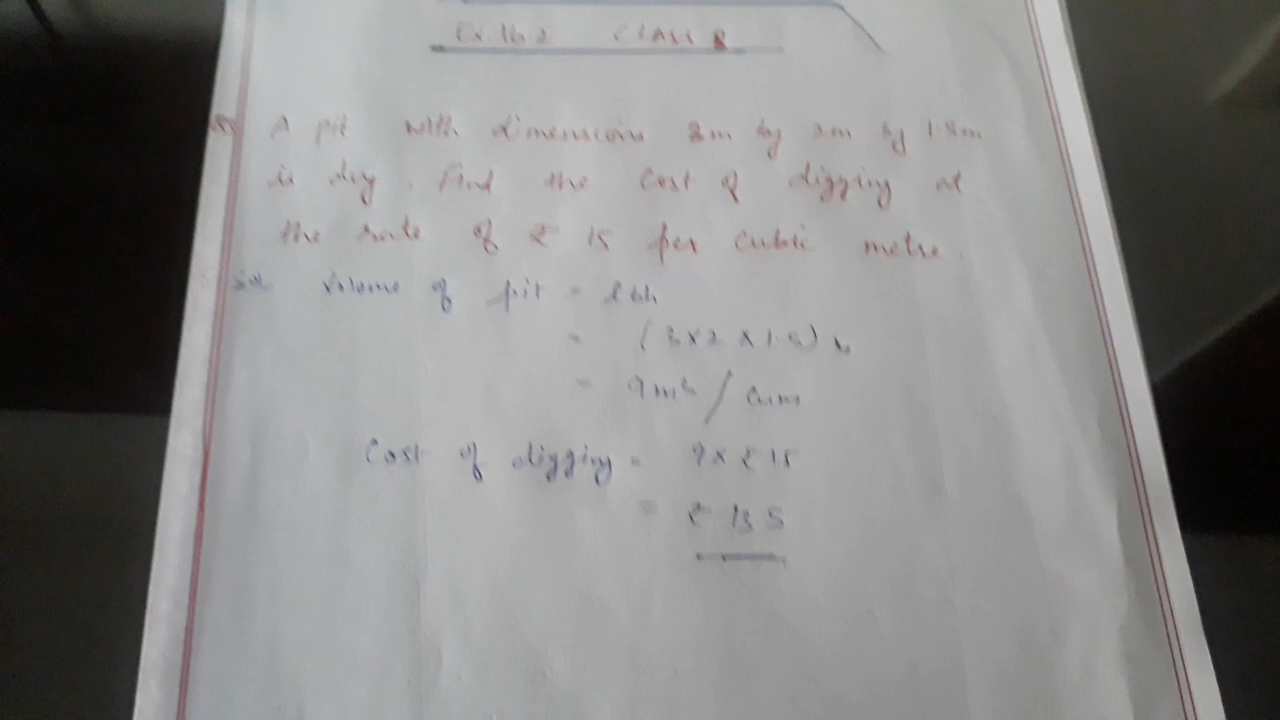 Ex. 16.2 Class 8
A pit with dimensions 3m by 2m by 1.5m
is dug. Find the cost of digging at
the rate of ₹ 15 per cubic metre.
Sol Volume of pit = lbh
= (3×2×1.5)
= 9m³ / cum
Cost of digging = 9×₹15
= ₹ 135